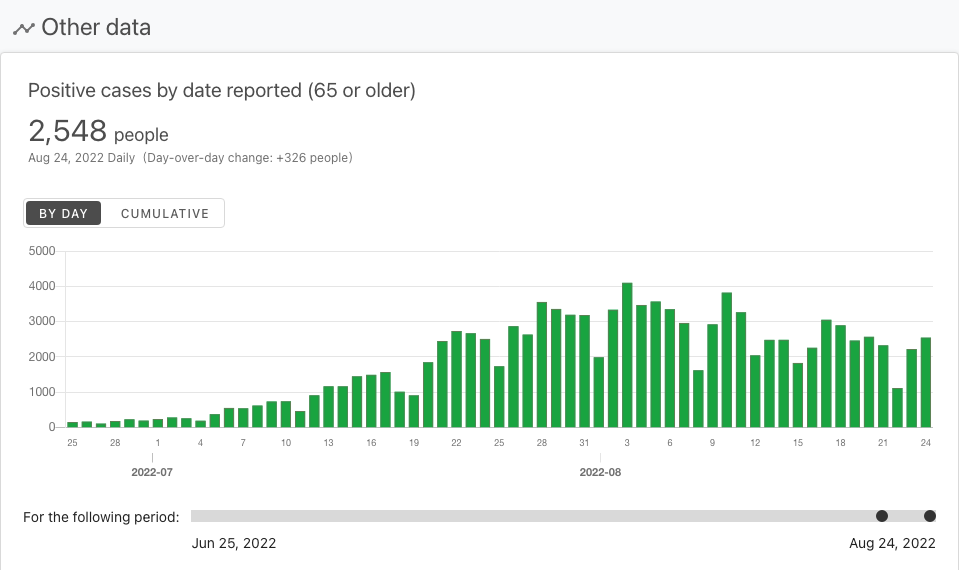 Other data
Positive cases by date reported (65 or older)
2,548 people
Aug 24, 2022 Daily (Day-over-day change: +326 people)
BY DAY CUMULATIVE
5000
4000
3000
2000
1000
0
25 28 1 4 7 10 13 16 19 22 25 28 31 3 6 9 12 15 18 21 24
2022-07 2022-08
For the following period:
Jun 25, 2022 Aug 24, 2022